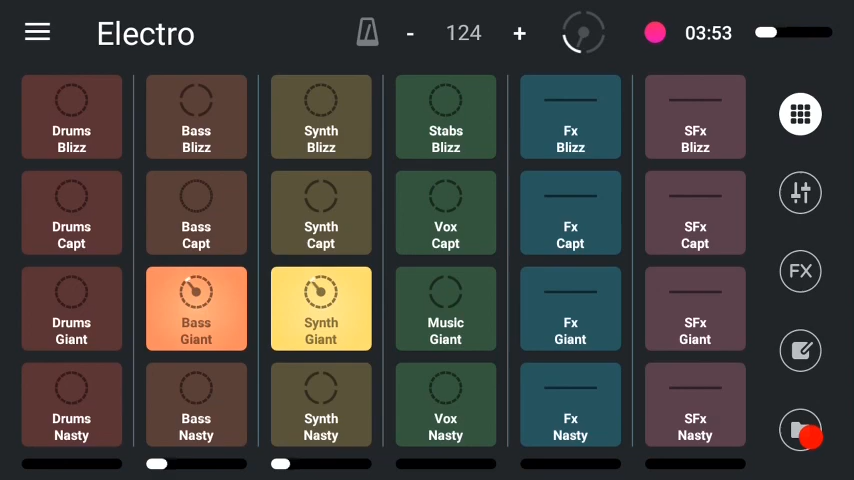 Electro
- 124 +
03:53
Drums
Blizz
Bass
Blizz
Synth
Blizz
Stabs
Blizz
Fx
Blizz
SFx
Blizz
Drums
Capt
Bass
Capt
Synth
Capt
Vox
Capt
Fx
Capt
SFx
Capt
FX
Drums
Giant
Bass
Giant
Synth
Giant
Music
Giant
Fx
Giant
SFx
Giant
Drums
Nasty
Bass
Nasty
Synth
Nasty
Vox
Nasty
Fx
Nasty
SFx
Nasty